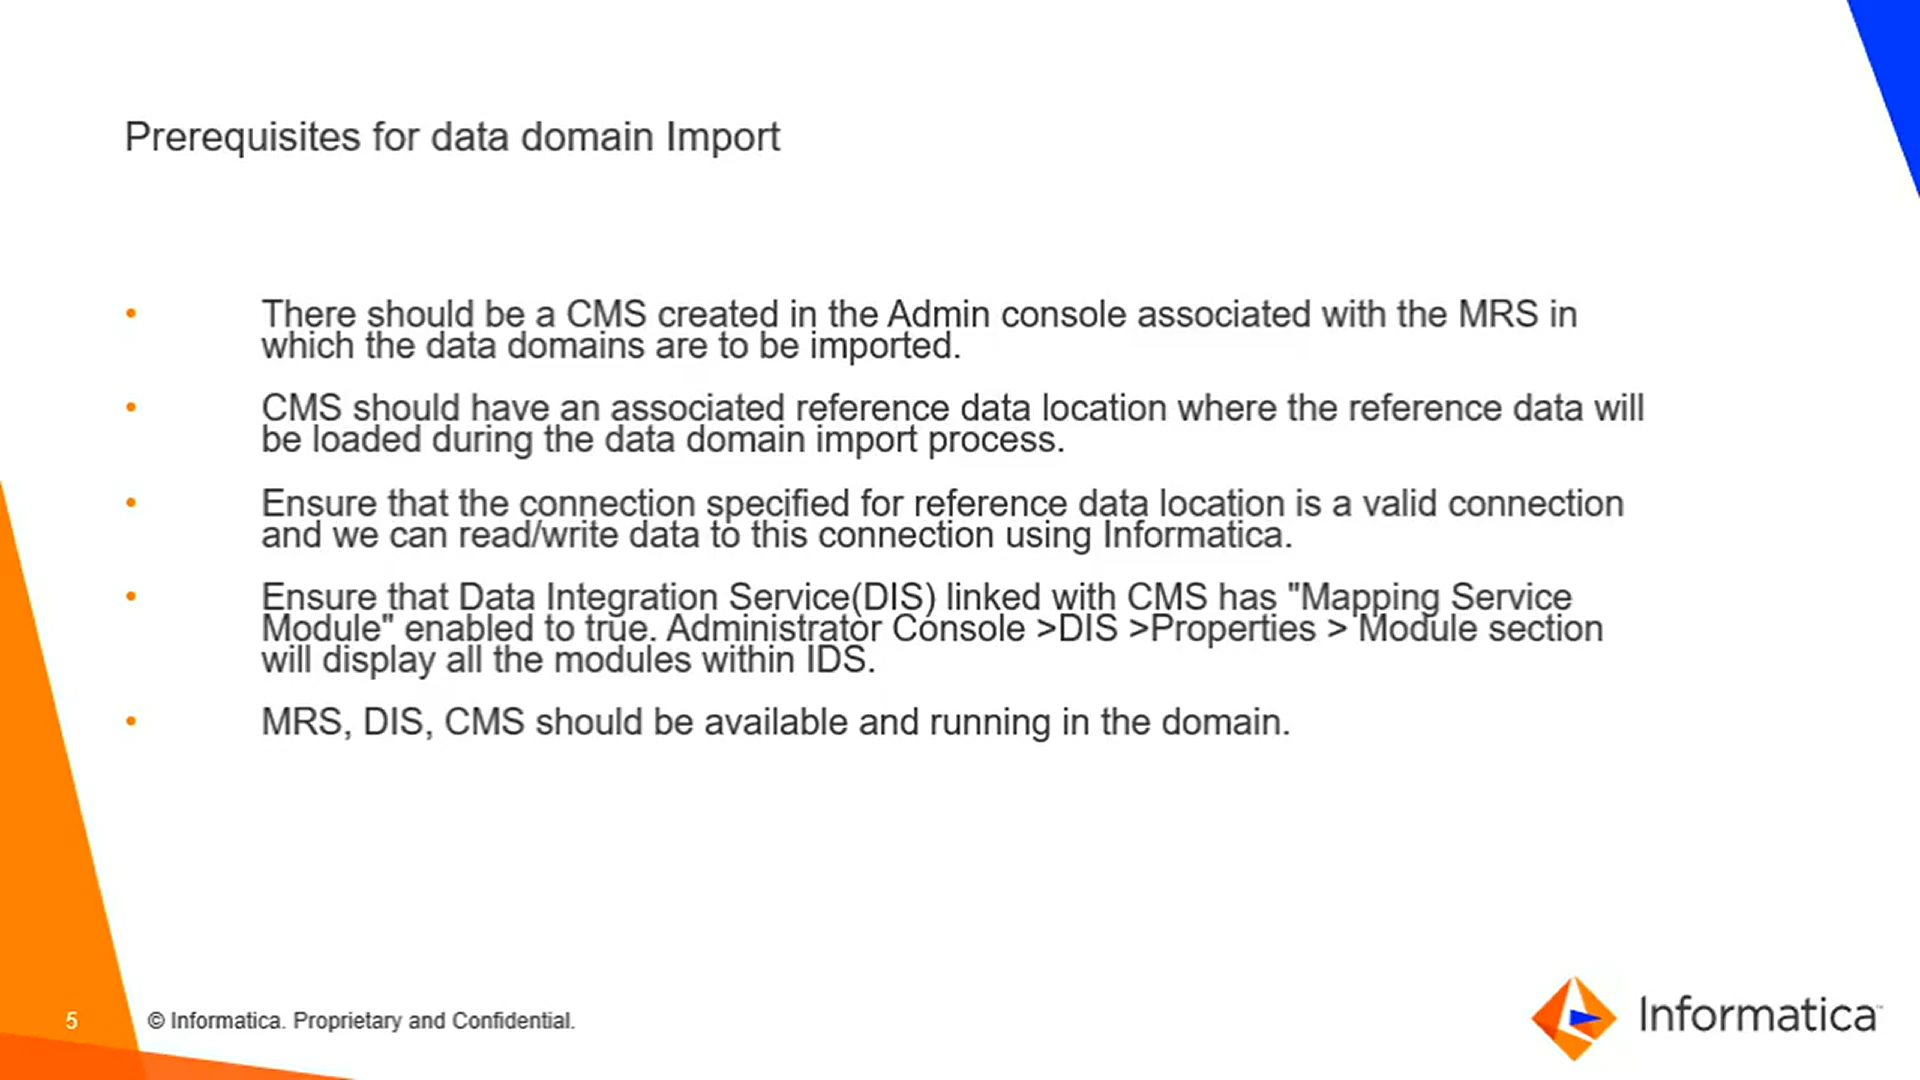 Prerequisites for data domain Import
• There should be a CMS created in the Admin console associated with the MRS in
which the data domains are to be imported.
• CMS should have an associated reference data location where the reference data will
be loaded during the data domain import process.
• Ensure that the connection specified for reference data location is a valid connection
and we can read/write data to this connection using Informatica.
• Ensure that Data Integration Service(DIS) linked with CMS has "Mapping Service
Module" enabled to true. Administrator Console >DIS >Properties > Module section
will display all the modules within IDS.
• MRS, DIS, CMS should be available and running in the domain.
5 © Informatica. Proprietary and Confidential.
Informatica™